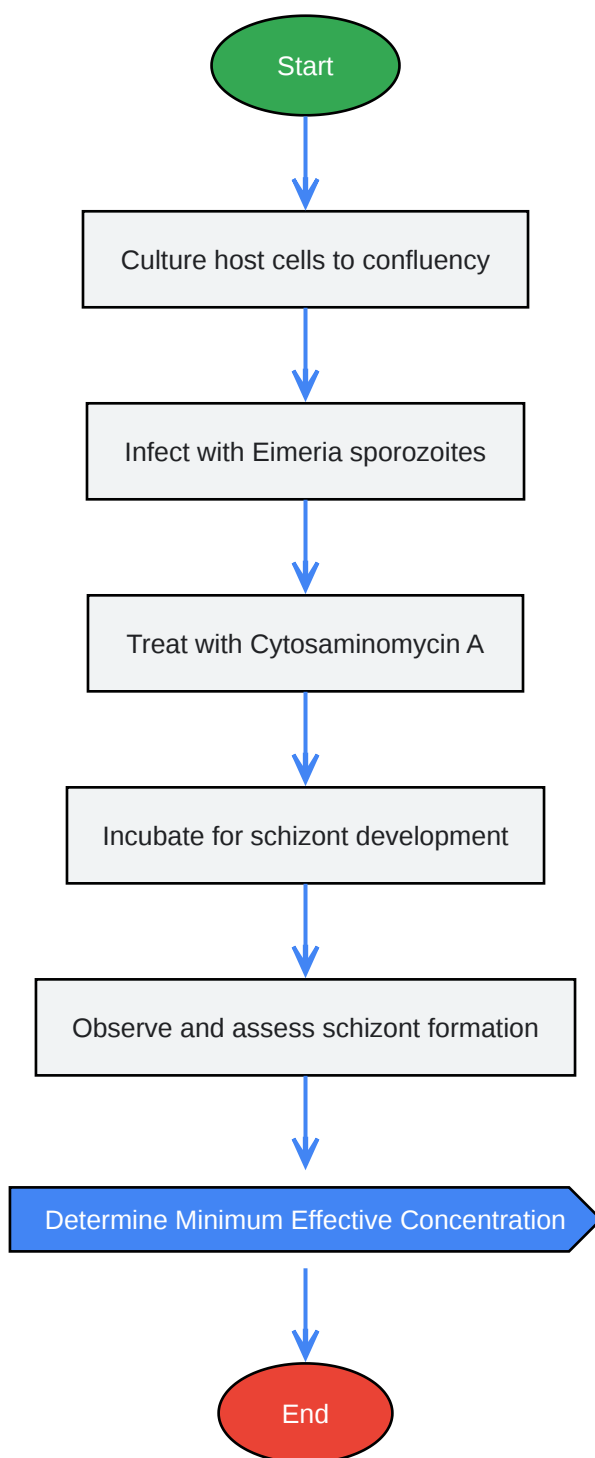 Start
Culture host cells to confluency
Infect with Eimeria sporozoites
Treat with Cytosaminomycin A
Incubate for schizont development
Observe and assess schizont formation
Determine Minimum Effective Concentration
End